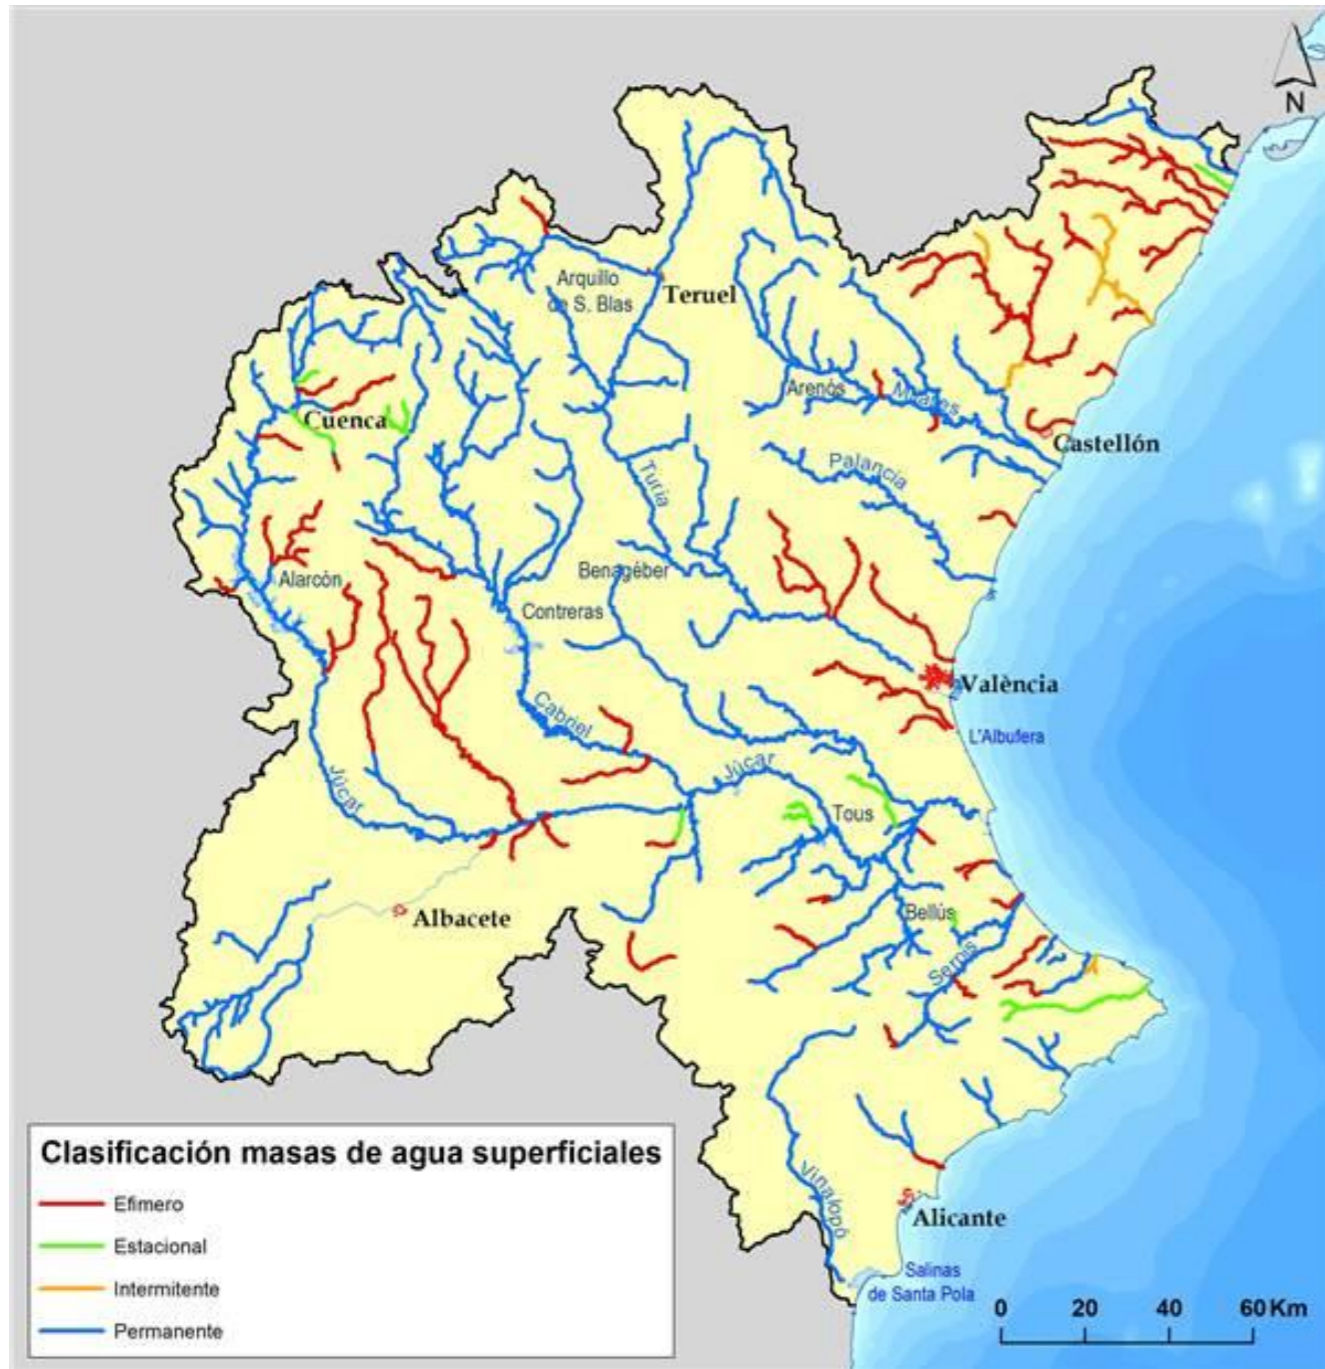 N
Arquillo
de S. Blas
Teruel
Cuenca
Arenós
Mijares
Castellón
Palancia
Turia
Alarcón
Benagéber
Contreras
València
L'Albufera
Cabriel
Júcar
Júcar
Tous
Albacete
Bellús
Serpis
Vinalopó
Alicante
Salinas
de Santa Pola
0 20 40 60 Km
Clasificación masas de agua superficiales
Efímero
Estacional
Intermitente
Permanente